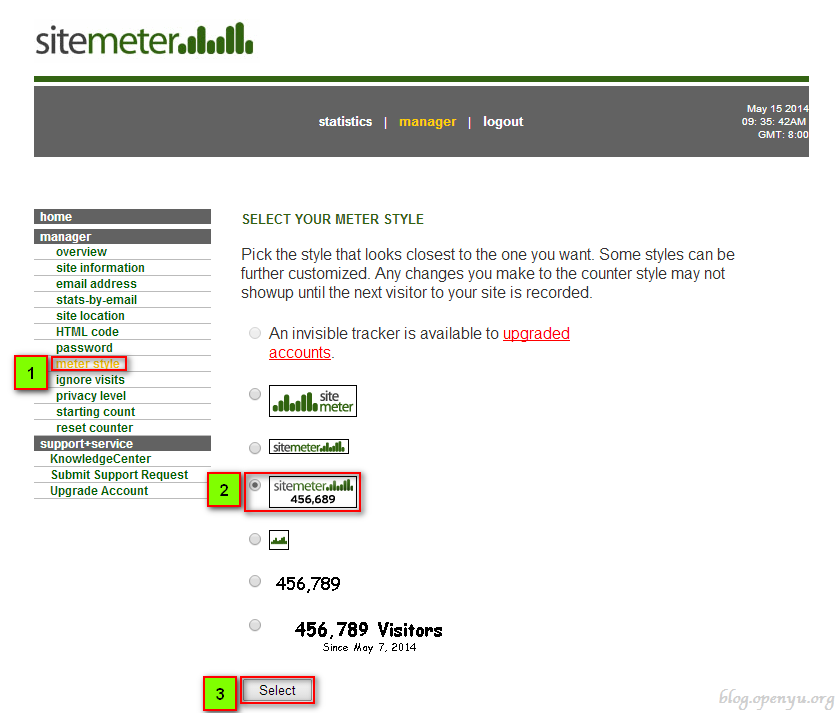 sitemeter
statistics | manager | logout
May 15 2014
09: 35: 42AM
GMT: 8:00
home
manager
overview
site information
email address
stats-by-email
site location
HTML code
password
1
meter style
ignore visits
privacy level
starting count
reset counter
support+service
KnowledgeCenter
Submit Support Request
Upgrade Account
SELECT YOUR METER STYLE
Pick the style that looks closest to the one you want. Some styles can be
further customized. Any changes you make to the counter style may not
showup until the next visitor to your site is recorded.
An invisible tracker is available to upgraded
accounts.
site
meter
sitemeter
2
sitemeter
456,689
456,789
456,789 Visitors
Since May 7, 2014
3
Select
blog.openyu.org